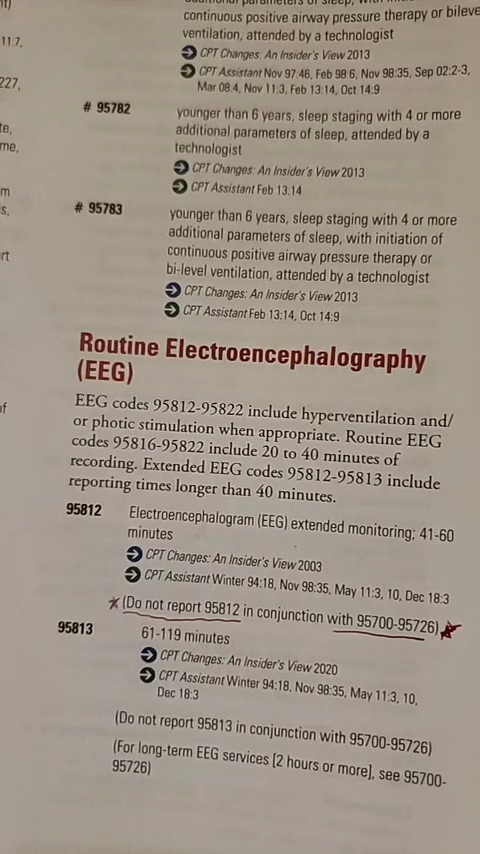 continuous positive airway pressure therapy or
ventilation, attended by a technologist
CPT Changes: An Insider's View 2013
CPT Assistant Nov 97:46, Feb 98:6, Nov 98:35, Sep 02:2-3,
Mar 08:4, Nov 11:3, Feb 13:14, Oct 14:9
11:7,
227,
# 95782 younger than 6 years, sleep staging with 4 or more
additional parameters of sleep, attended by a
technologist
CPT Changes: An Insider's View 2013
CPT Assistant Feb 13:14
# 95783 younger than 6 years, sleep staging with 4 or more
additional parameters of sleep, with initiation of
continuous positive airway pressure therapy or
bi-level ventilation, attended by a technologist
CPT Changes: An Insider's View 2013
CPT Assistant Feb 13:14, Oct 14:9
Routine Electroencephalography
(EEG)
EEG codes 95812-95822 include hyperventilation and/
or photic stimulation when appropriate. Routine EEG
codes 95816-95822 include 20 to 40 minutes of
recording. Extended EEG codes 95812-95813 include
reporting times longer than 40 minutes.
95812 Electroencephalogram (EEG) extended monitoring; 41-60
minutes
CPT Changes: An Insider's View 2003
CPT Assistant Winter 94:18, Nov 98:35, May 11:3, 10, Dec 18:3
(Do not report 95812 in conjunction with 95700-95726)
95813 61-119 minutes
CPT Changes: An Insider's View 2020
CPT Assistant Winter 94:18, Nov 98:35, May 11:3, 10,
Dec 18:3
(Do not report 95813 in conjunction with 95700-95726)
(For long-term EEG services [2 hours or more], see 95700-
95726)